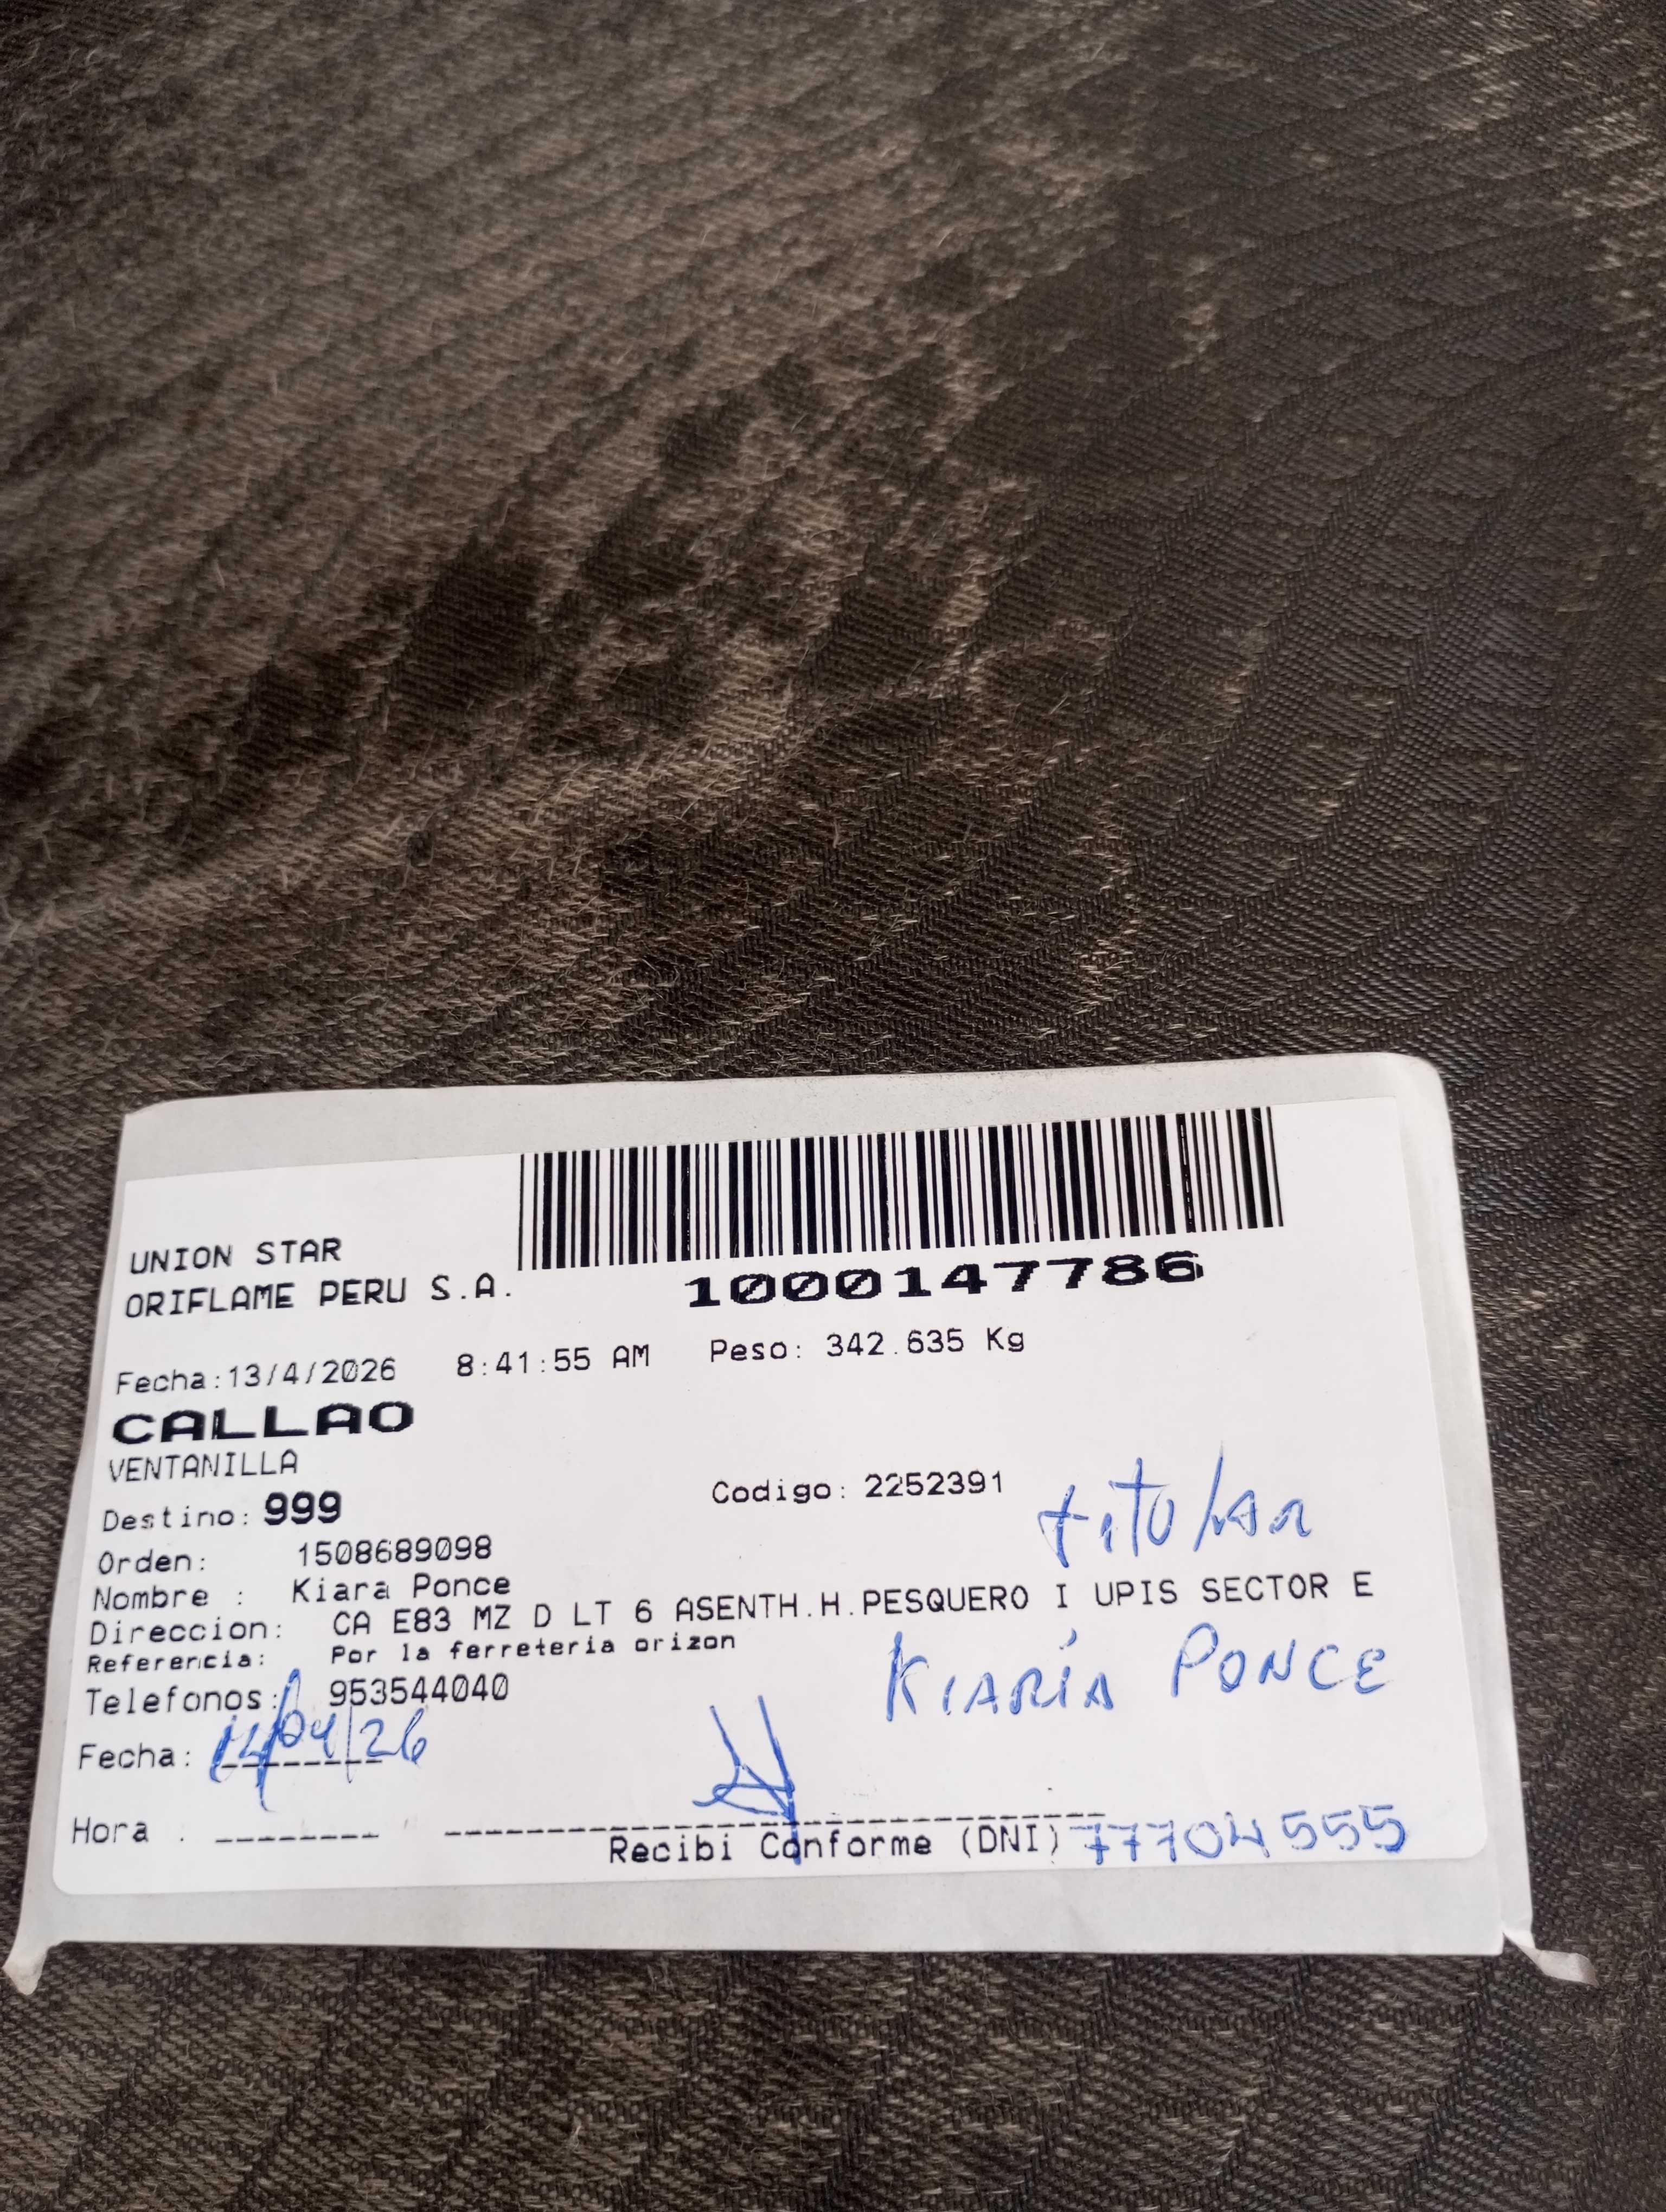 UNION STAR
ORIFLAME PERU S.A.
1000147786
Fecha:13/4/2026 8:41:55 AM Peso: 342.635 Kg
CALLAO
VENTANILLA
Destino: 999 Codigo: 2252391
titular
Orden: 1508689098
Nombre : Kiara Ponce
Direccion: CA E83 MZ D LT 6 ASENTH.H.PESQUERO I UPIS SECTOR E
Referencia: Por la ferreteria orizon
KIARIA PONCE
Telefonos: 953544040
Fecha: 14/04/26
Hora :
Recibi Conforme (DNI) 77704555